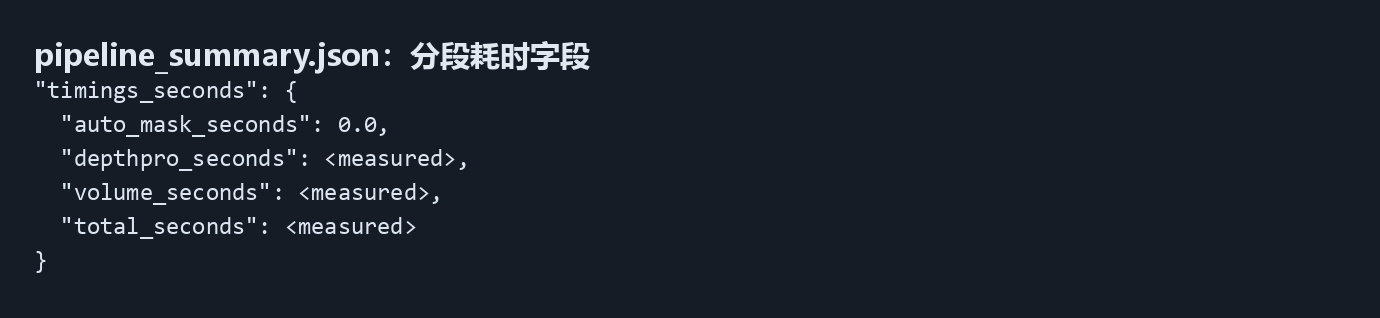 pipeline_summary.json：分段耗时字段
"timings_seconds": {
  "auto_mask_seconds": 0.0,
  "depthpro_seconds": <measured>,
  "volume_seconds": <measured>,
  "total_seconds": <measured>
}